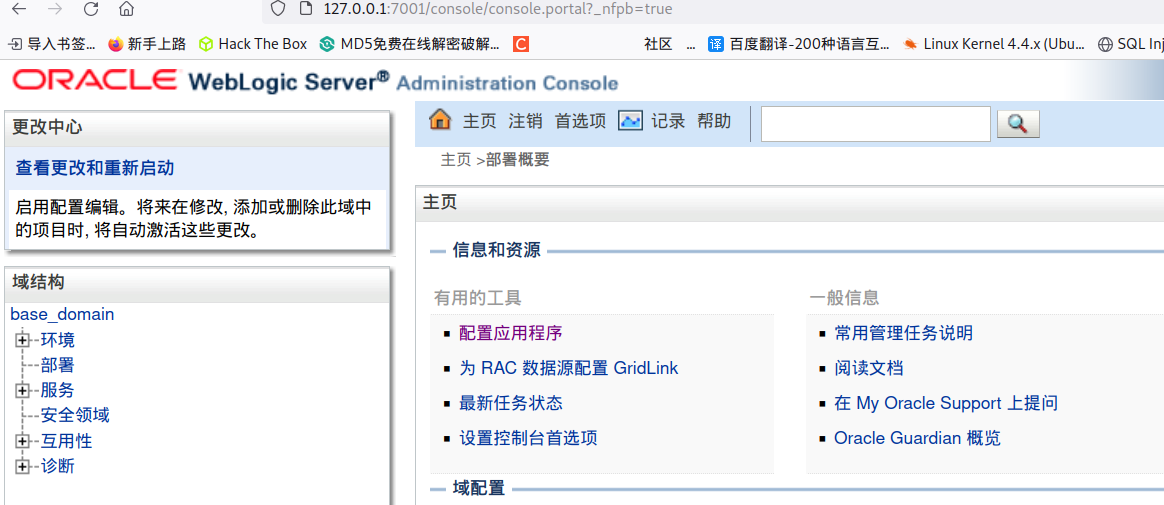 127.0.0.1:7001/console/console.portal?_nfpb=true
导入书签... 新手上路 Hack The Box MD5免费在线解密破解... 社区 ... 百度翻译-200种语言互... Linux Kernel 4.4.x (Ubu... SQL Inj
ORACLE WebLogic Server® Administration Console
更改中心
查看更改和重新启动
启用配置编辑。将来在修改, 添加或删除此域中
的项目时, 将自动激活这些更改。
域结构
base_domain
环境
部署
服务
安全领域
互用性
诊断
主页 注销 首选项 记录 帮助
主页 >部署概要
主页
信息和资源
有用的工具
配置应用程序
为 RAC 数据源配置 GridLink
最新任务状态
设置控制台首选项
一般信息
常用管理任务说明
阅读文档
在 My Oracle Support 上提问
Oracle Guardian 概览
域配置